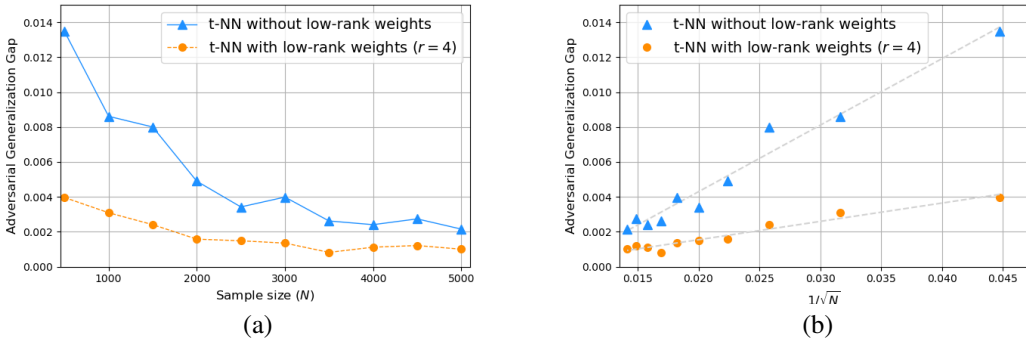 0.014
0.012
0.010
0.008
0.006
0.004
0.002
0.000
Adversarial Generalization Gap
t-NN without low-rank weights
t-NN with low-rank weights (r = 4)
1000 2000 3000 4000 5000
Sample size (N)
(a)
0.014
0.012
0.010
0.008
0.006
0.004
0.002
0.000
Adversarial Generalization Gap
t-NN without low-rank weights
t-NN with low-rank weights (r = 4)
0.015 0.020 0.025 0.030 0.035 0.040 0.045
1/√N
(b)